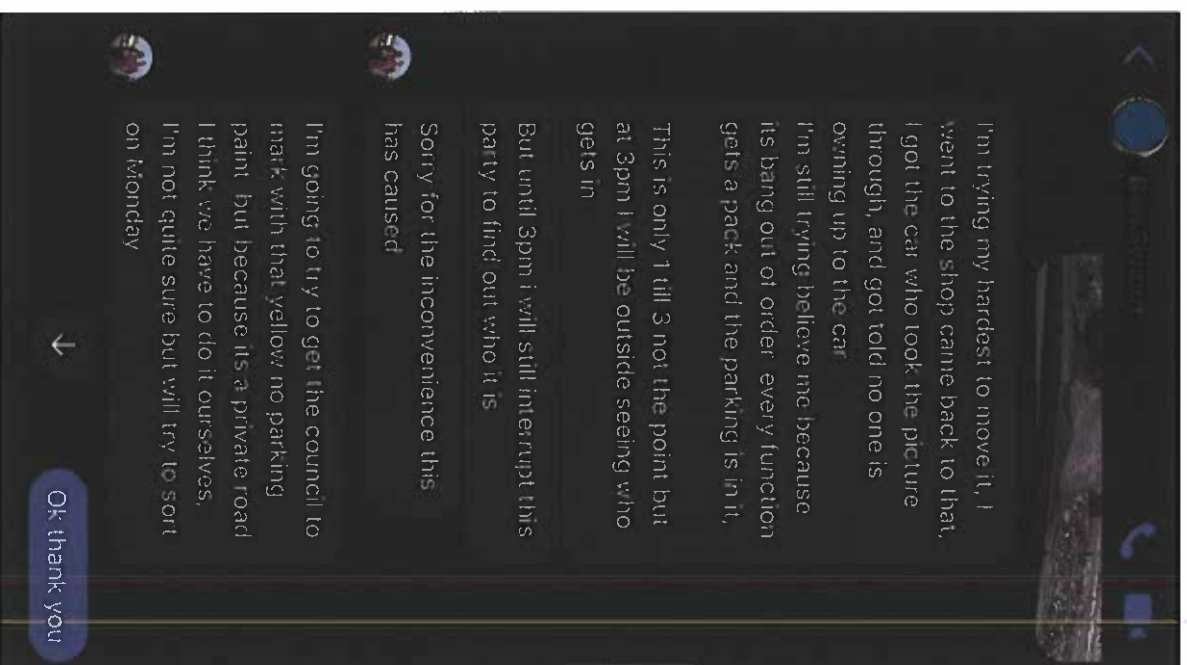 I'm trying my hardest to move it, I
went to the shop came back to that,
I got the car who took the picture
through, and got told no one is
owning up to the car
I'm still trying believe me because
its bang out of order every function
gets a pack and the parking is in it,
This is only 1 till 3 not the point but
at 3pm I will be outside seeing who
gets in
But until 3pm i will still interrupt this
party to find out who it is
Sorry for the inconvenience this
has caused
I'm going to try to get the council to
mark with that yellow no parking
paint but because its a private road
I think we have to do it ourselves,
I'm not quite sure but will try to sort
on Monday
Ok thank you